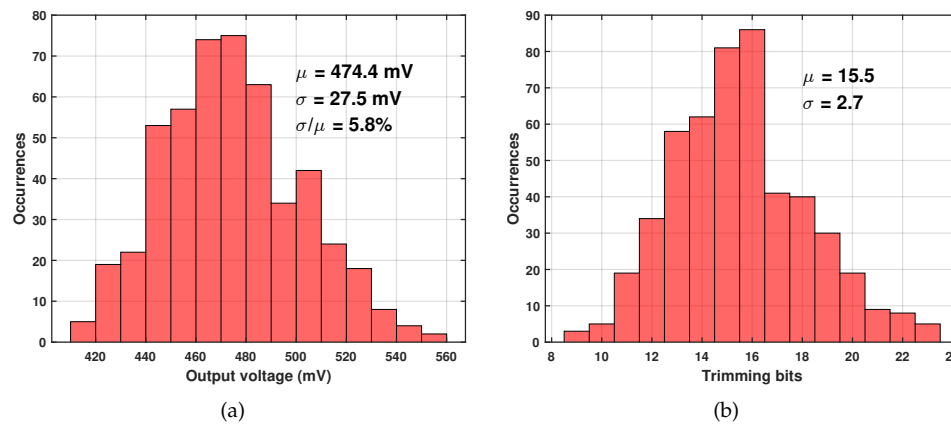 80
70
60
50
40
30
20
10
0
Occurrences
μ = 474.4 mV
σ = 27.5 mV
σ/μ = 5.8%
420 440 460 480 500 520 540 560
Output voltage (mV)
(a)
90
80
70
60
50
40
30
20
10
0
Occurrences
μ = 15.5
σ = 2.7
8 10 12 14 16 18 20 22 2
Trimming bits
(b)